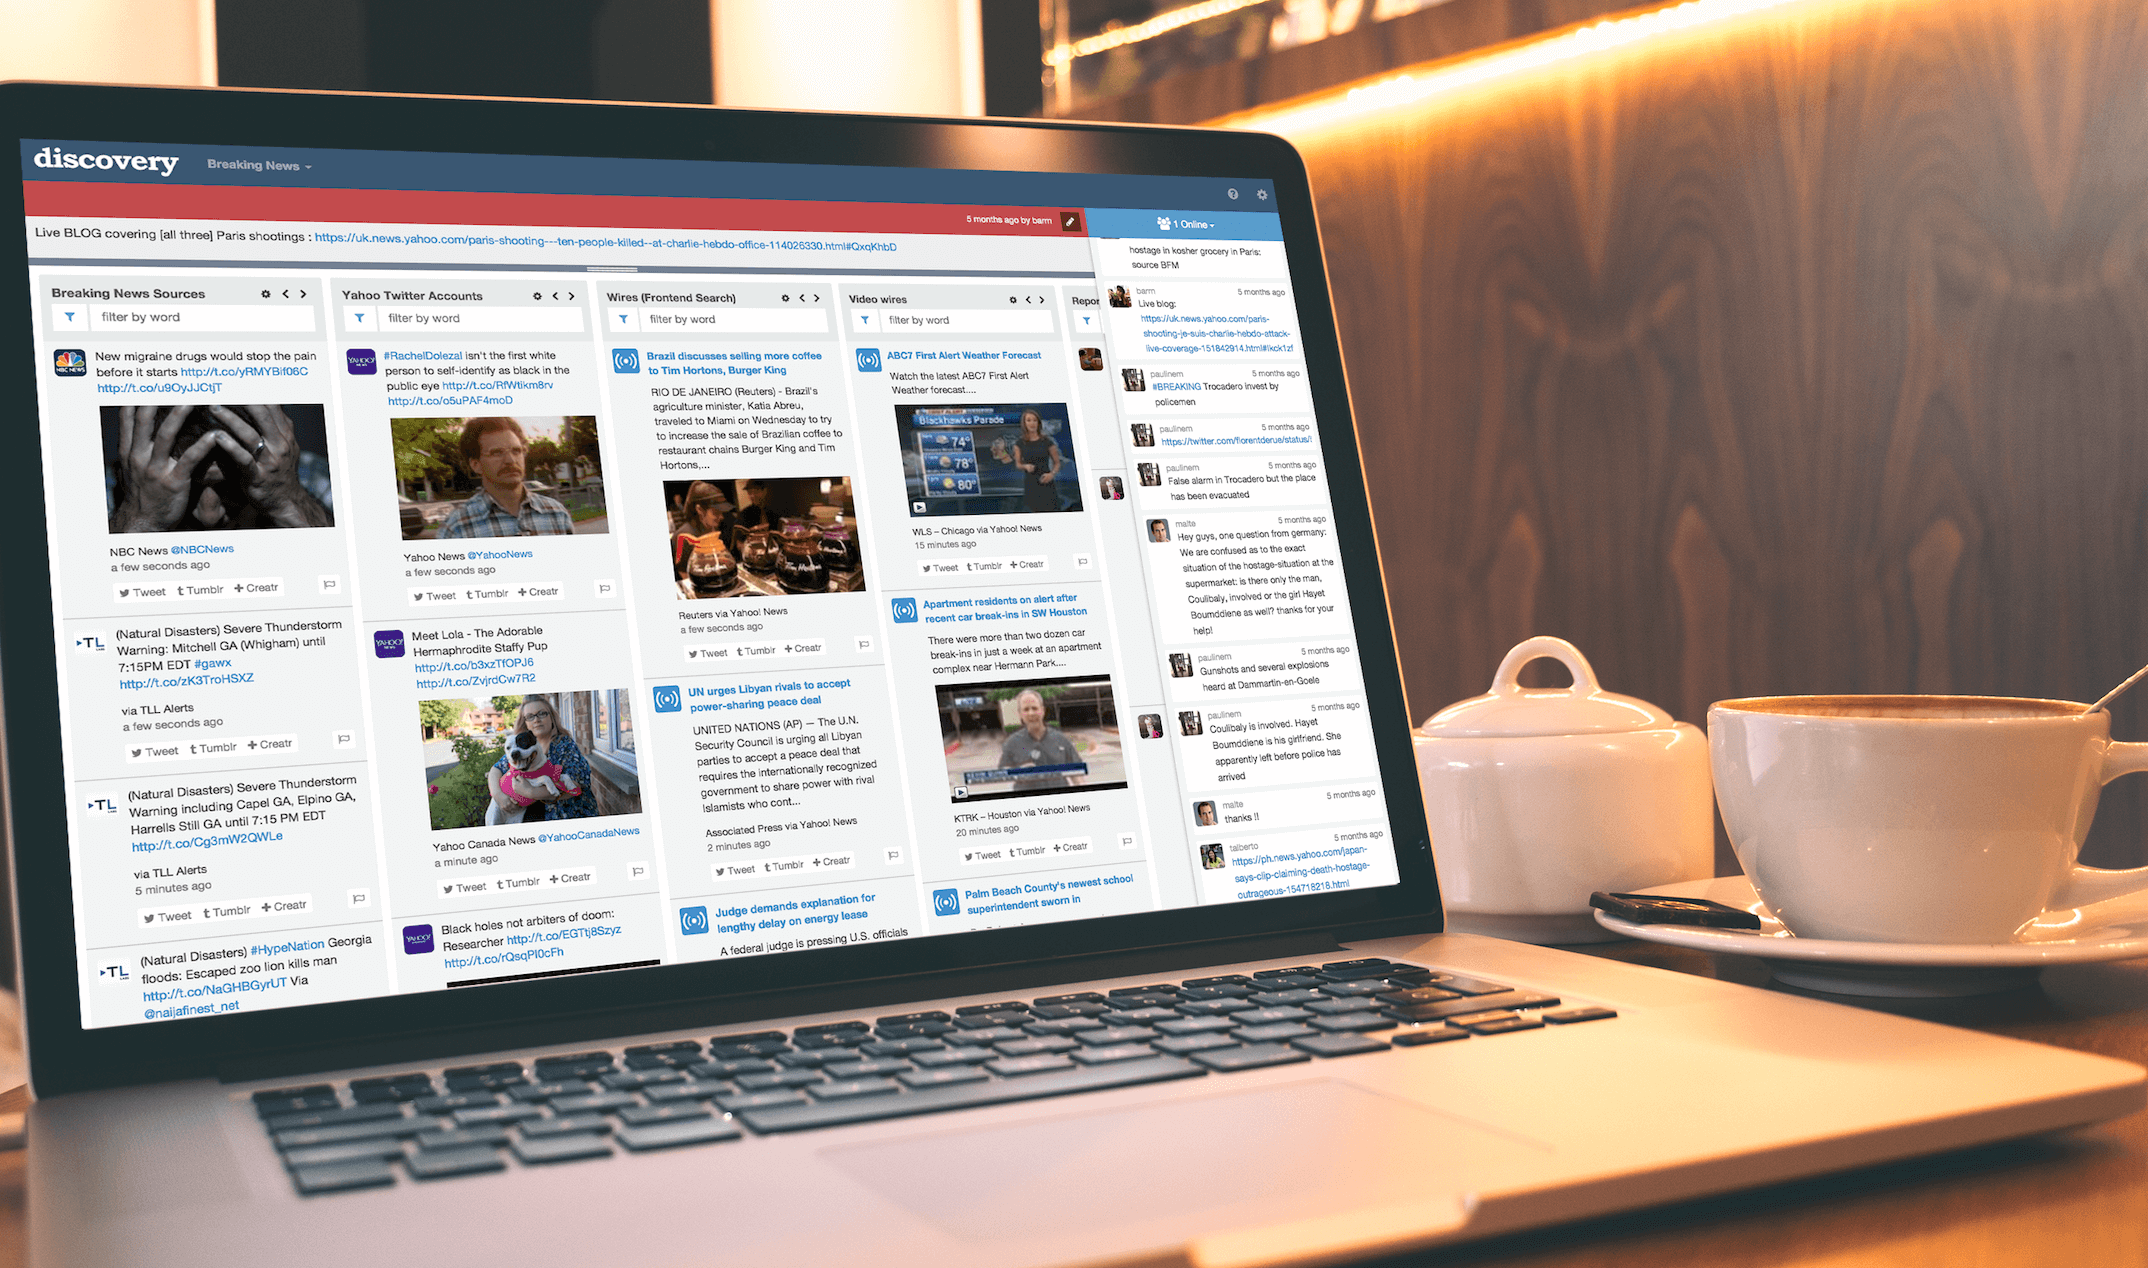 discovery
Breaking News
5 months ago by barm
1 Online
Live BLOG covering [all three] Paris shootings : https://uk.news.yahoo.com/paris-shooting---ten-people-killed--at-charlie-hebdo-office-114026330.html#QxqKhbD
Breaking News Sources
filter by word
New migraine drugs would stop the pain
before it starts http://t.co/yRMYBif06C
http://t.co/u9OyJJCtjT
NBC NEWS
NBC News @NBCNews
a few seconds ago
Tweet Tumblr Creatr
TL
(Natural Disasters) Severe Thunderstorm
Warning: Mitchell GA (Whigham) until
7:15PM EDT #gawx
http://t.co/zK3TroHSXZ
via TLL Alerts
a few seconds ago
Tweet Tumblr Creatr
TL
(Natural Disasters) Severe Thunderstorm
Warning including Capel GA, Elpino GA,
Harrells Still GA until 7:15 PM EDT
http://t.co/Cg3mW2QWLe
via TLL Alerts
5 minutes ago
Tweet Tumblr Creatr
TL
(Natural Disasters) #HypeNation Georgia
floods: Escaped zoo lion kills man
http://t.co/NaGHBGyrUT Via
@naijafinest_net
Yahoo Twitter Accounts
filter by word
YAHOO!
#RachelDolezal isn't the first white
person to self-identify as black in the
public eye http://t.co/RfWtikm8rv
http://t.co/o5uPAF4moD
Yahoo News @YahooNews
a few seconds ago
Tweet Tumblr Creatr
YAHOO!
Meet Lola - The Adorable
Hermaphrodite Staffy Pup
http://t.co/b3xzTfOPJ6
http://t.co/ZvjrdCw7R2
Yahoo Canada News @YahooCanadaNews
a minute ago
Tweet Tumblr Creatr
YAHOO!
Black holes not arbiters of doom:
Researcher http://t.co/EGTtj8Szyz
http://t.co/rQsqPI0cFh
Wires (Frontend Search)
filter by word
Brazil discusses selling more coffee
to Tim Hortons, Burger King
RIO DE JANEIRO (Reuters) - Brazil's
agriculture minister, Katia Abreu,
traveled to Miami on Wednesday to try
to increase the sale of Brazilian coffee to
restaurant chains Burger King and Tim
Hortons,...
Reuters via Yahoo! News
a few seconds ago
Tweet Tumblr Creatr
UN urges Libyan rivals to accept
power-sharing peace deal
UNITED NATIONS (AP) — The U.N.
Security Council is urging all Libyan
parties to accept a peace deal that
requires the internationally recognized
government to share power with rival
Islamists who cont...
Associated Press via Yahoo! News
2 minutes ago
Tweet Tumblr Creatr
Judge demands explanation for
lengthy delay on energy lease
A federal judge is pressing U.S. officials
Video wires
filter by word
ABC7 First Alert Weather Forecast
Watch the latest ABC7 First Alert
Weather forecast....
Blackhawks Parade
74°
78°
80°
WLS – Chicago via Yahoo! News
15 minutes ago
Tweet Tumblr Creatr
Apartment residents on alert after
recent car break-ins in SW Houston
There were more than two dozen car
break-ins in just a week at an apartment
complex near Hermann Park....
KTRK – Houston via Yahoo! News
20 minutes ago
Tweet Tumblr Creatr
Palm Beach County's newest school
superintendent sworn in
Repor
hostage in kosher grocery in Paris:
source BFM
barm 5 months ago
Live blog:
https://uk.news.yahoo.com/paris-
shooting-je-suis-charlie-hebdo-attack-
live-coverage-151842914.html#Ikck1zf
paulinem 5 months ago
#BREAKING Trocadero invest by
policemen
paulinem 5 months ago
https://twitter.com/florentderue/status/5
paulinem 5 months ago
False alarm in Trocadero but the place
has been evacuated
malte 5 months ago
Hey guys, one question from germany:
We are confused as to the exact
situation of the hostage-situation at the
supermarket: is there only the man,
Coulibaly, involved or the girl Hayet
Boumddiene as well? thanks for your
help!
paulinem 5 months ago
Gunshots and several explosions
heard at Dammartin-en-Goele
paulinem 5 months ago
Coulibaly is involved. Hayet
Boumddiene is his girlfriend. She
apparently left before police has
arrived
malte 5 months ago
thanks !!
talberto 5 months ago
https://ph.news.yahoo.com/japan-
says-clip-claiming-death-hostage-
outrageous-154718218.html